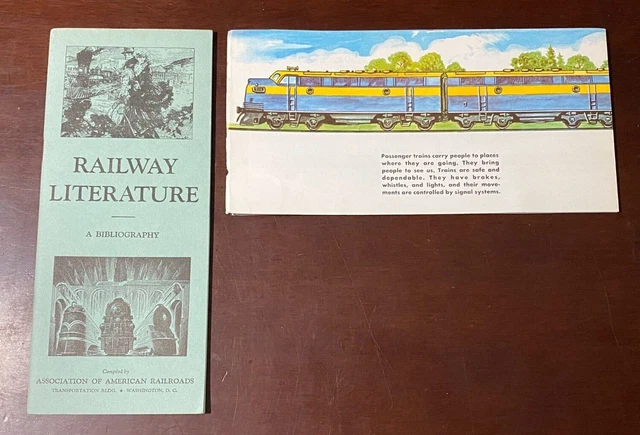 RAILWAY
LITERATURE
A BIBLIOGRAPHY
Compiled by
ASSOCIATION OF AMERICAN RAILROADS
TRANSPORTATION BLDG. ★ WASHINGTON, D. C.
Passenger trains carry people to places
where they are going. They bring
people to see us. Trains are safe and
dependable. They have brakes,
whistles, and lights, and their move-
ments are controlled by signal systems.